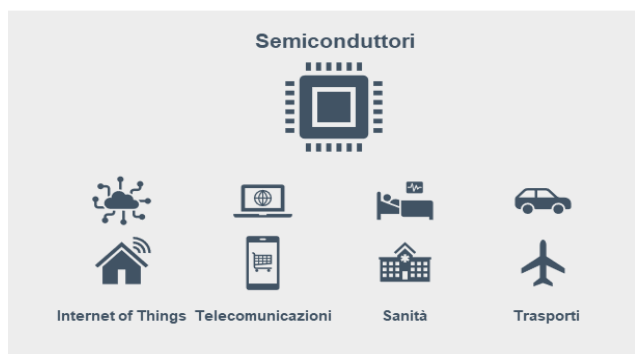 Semiconduttori
Internet of Things Telecomunicazioni Sanità Trasporti